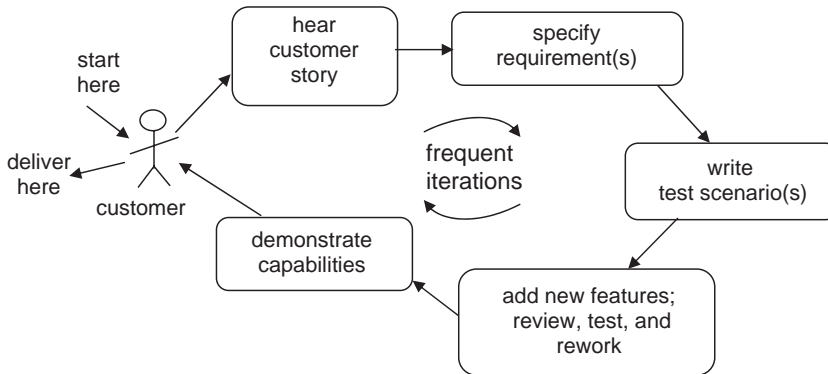 start
here
deliver
here
customer
hear
customer
story
specify
requirement(s)
write
test scenario(s)
add new features;
review, test, and
rework
demonstrate
capabilities
frequent
iterations